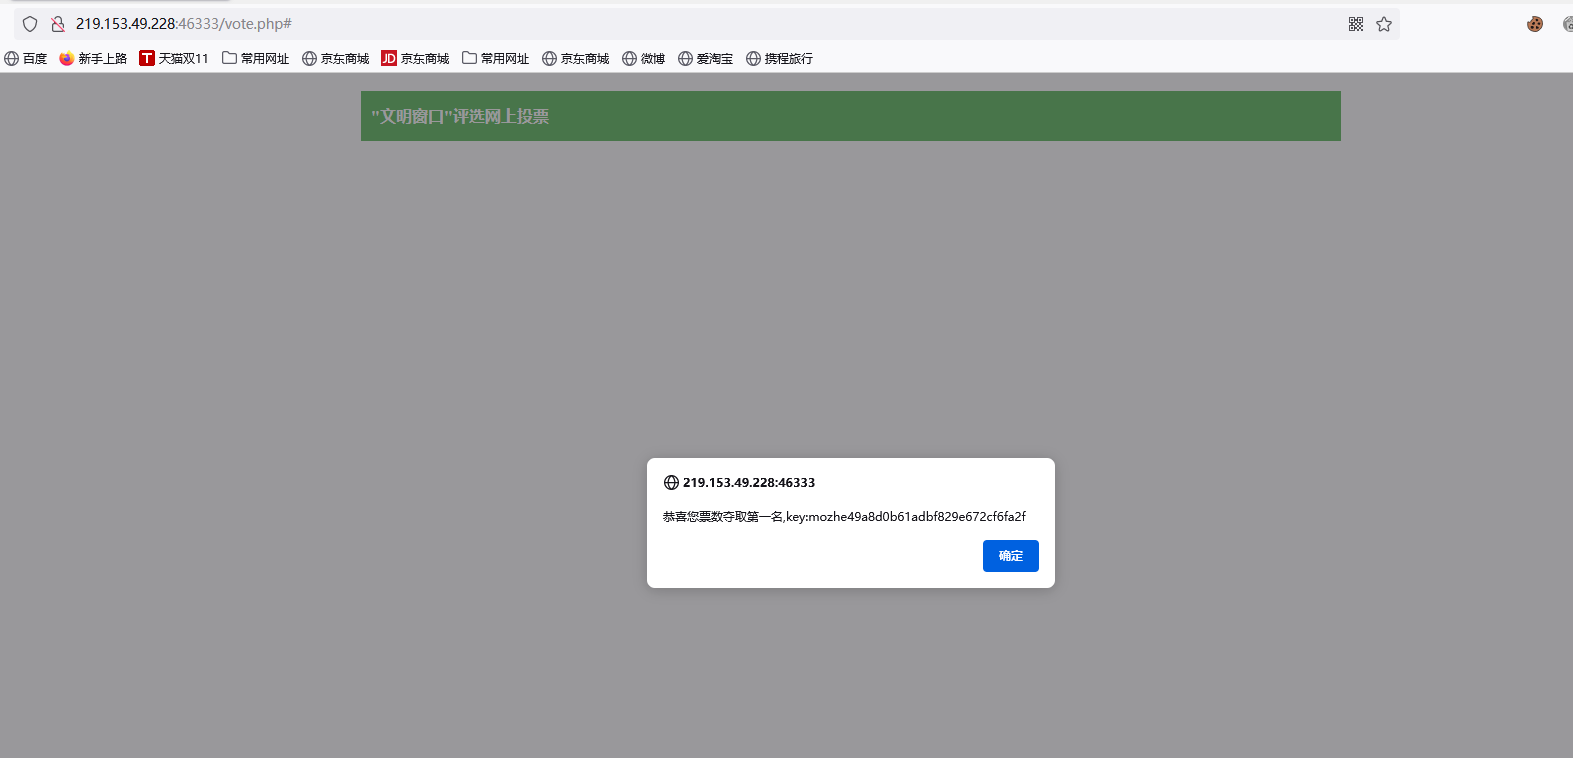 219.153.49.228:46333/vote.php#
百度 新手上路 T 天猫双11 常用网址 京东商城 JD 京东商城 常用网址 京东商城 微博 爱淘宝 携程旅行
"文明窗口"评选网上投票
219.153.49.228:46333
恭喜您票数夺取第一名,key:mozhe49a8d0b61adbf829e672cf6fa2f
确定